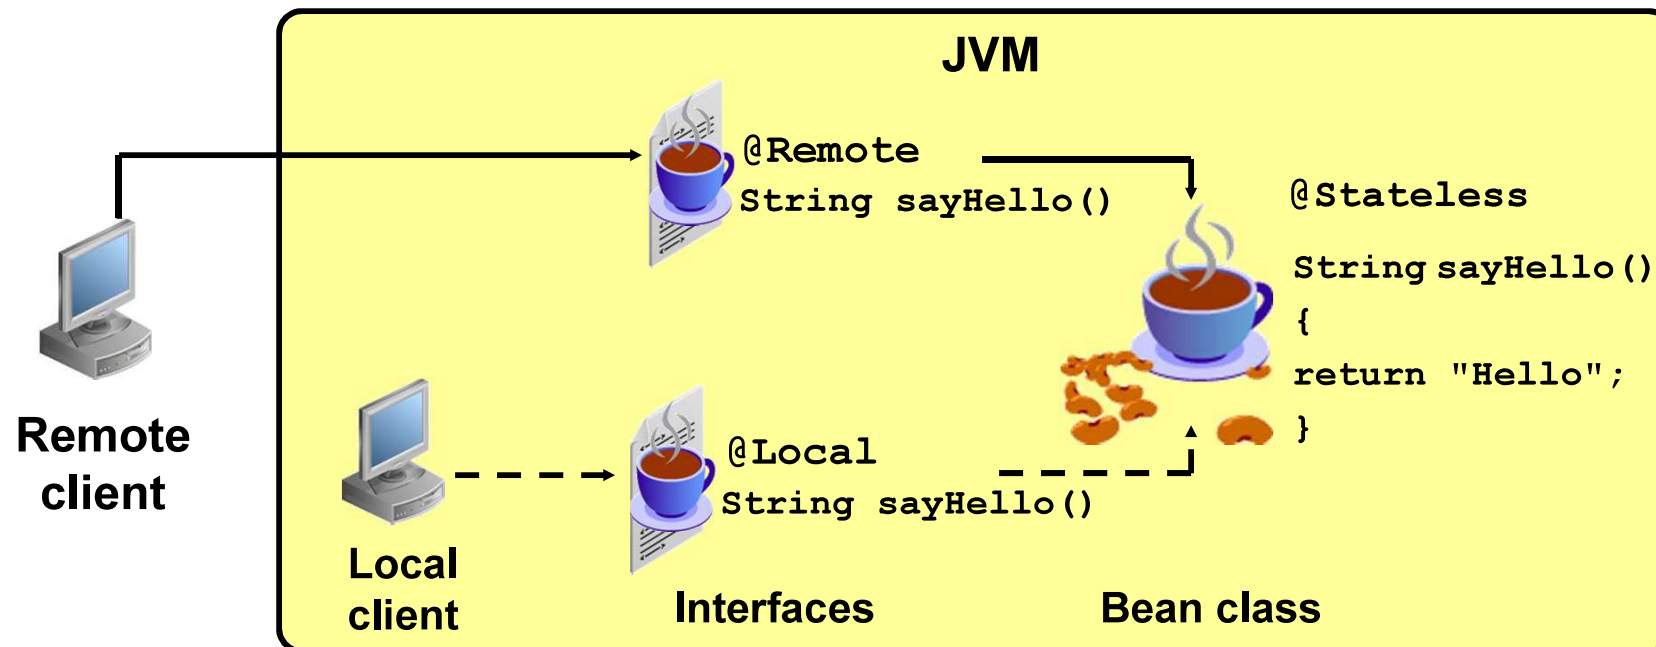 JVM
@Remote
String sayHello()
@Stateless
String sayHello()
{
return "Hello";
}
Remote
client
@Local
String sayHello()
Local
client
Interfaces
Bean class